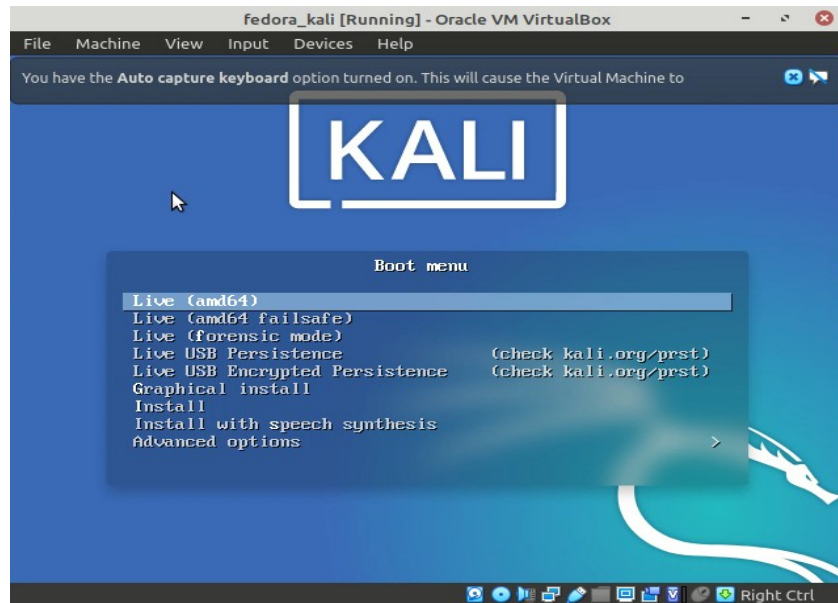 fedora_kali [Running] - Oracle VM VirtualBox
File Machine View Input Devices Help
You have the Auto capture keyboard option turned on. This will cause the Virtual Machine to
KALI
Boot menu
Live (amd64)
Live (amd64 failsafe)
Live (forensic mode)
Live USB Persistence (check kali.org/prst)
Live USB Encrypted Persistence (check kali.org/prst)
Graphical install
Install
Install with speech synthesis
Advanced options >
Right Ctrl